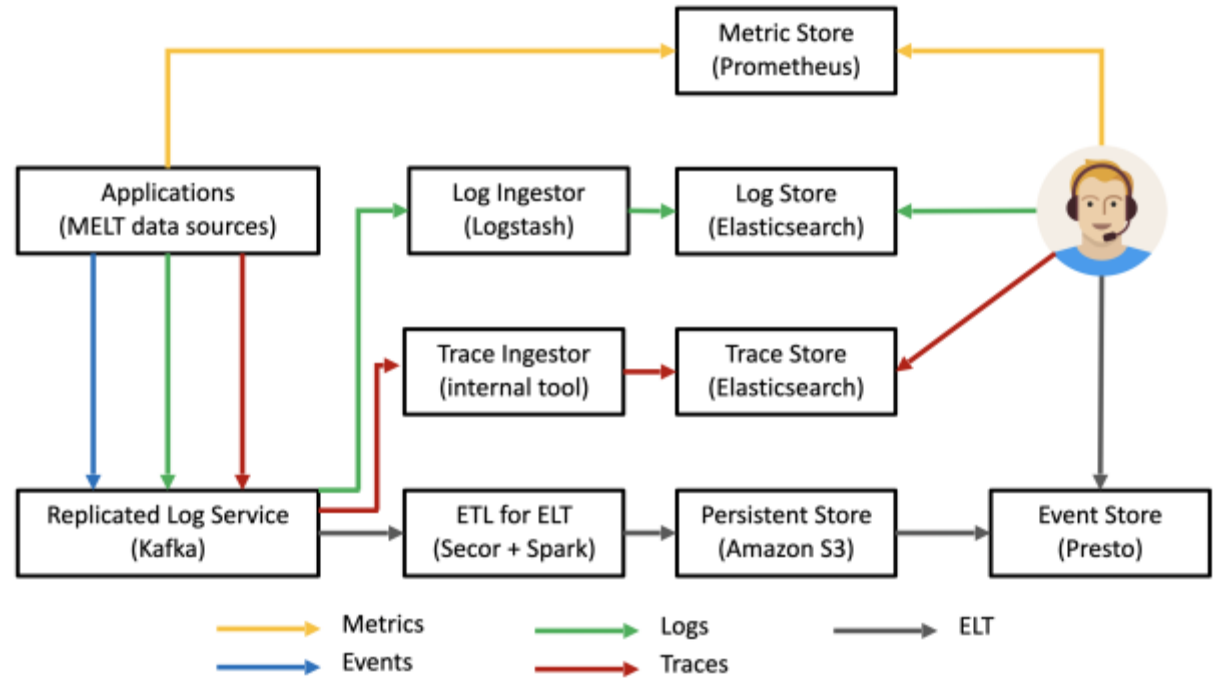 Metric Store
(Prometheus)
Applications
(MELT data sources)
Log Ingestor
(Logstash)
Log Store
(Elasticsearch)
Trace Ingestor
(internal tool)
Trace Store
(Elasticsearch)
Replicated Log Service
(Kafka)
ETL for ELT
(Secor + Spark)
Persistent Store
(Amazon S3)
Event Store
(Presto)
Metrics
Logs
ELT
Events
Traces